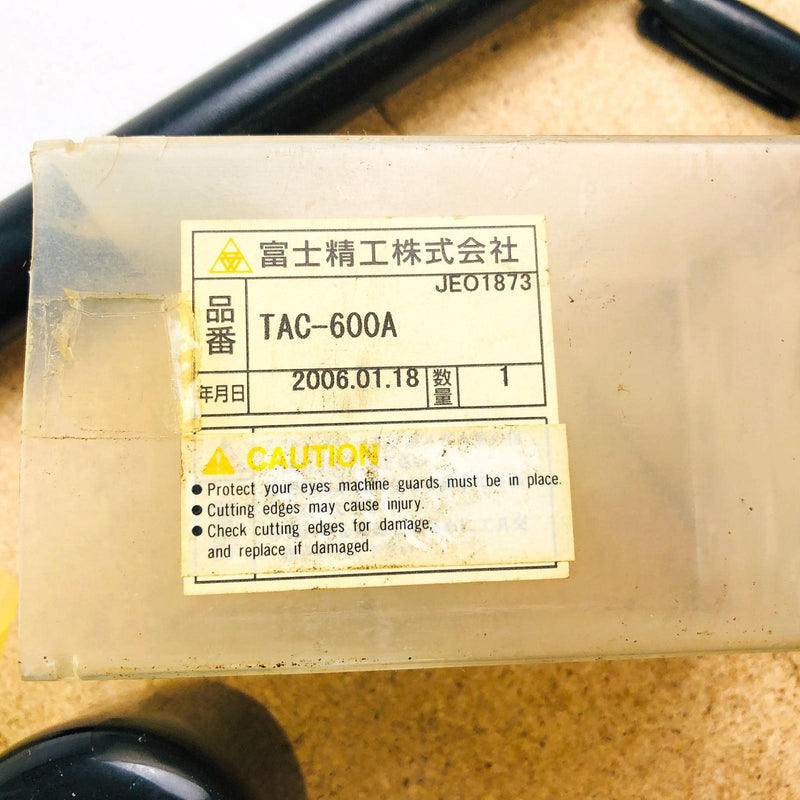 富士精工株式会社
JEO1873
品番 TAC-600A
年月日 2006.01.18 数量 1
CAUTION
● Protect your eyes machine guards must be in place.
● Cutting edges may cause injury.
● Check cutting edges for damage,
and replace if damaged.